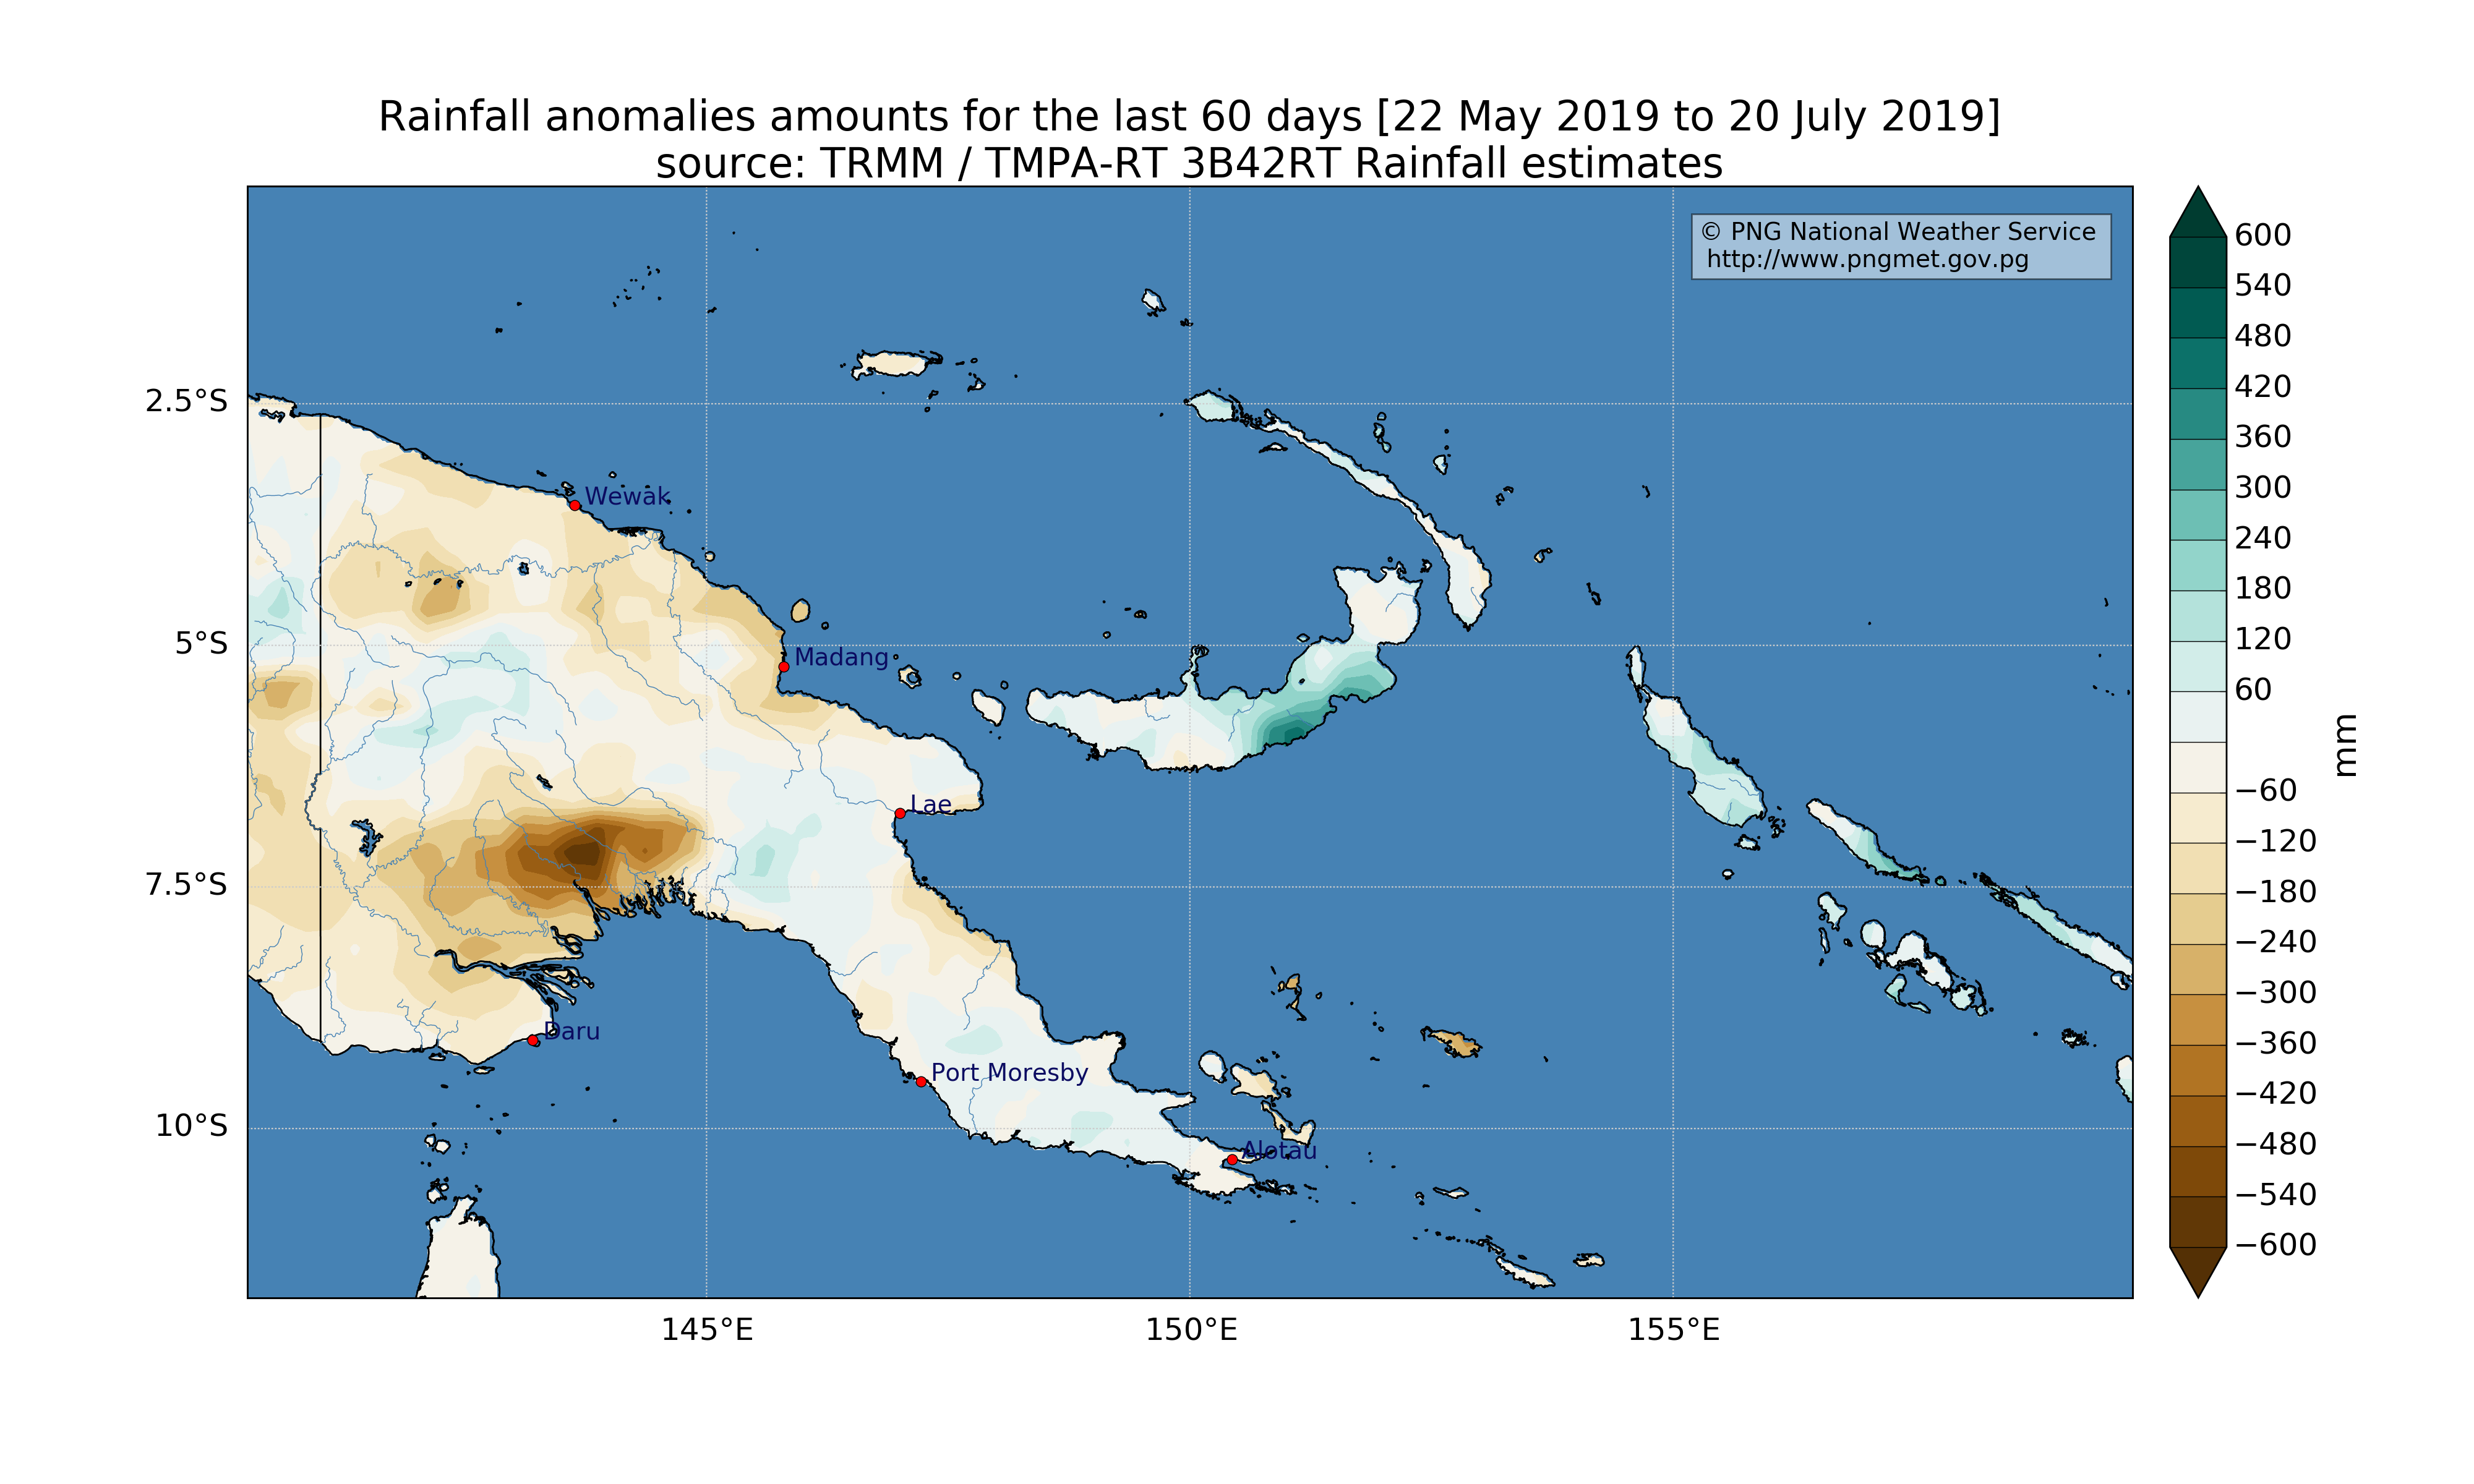 Rainfall anomalies amounts for the last 60 days [22 May 2019 to 20 July 2019]
source: TRMM / TMPA-RT 3B42RT Rainfall estimates
© PNG National Weather Service
http://www.pngmet.gov.pg
2.5°S
5°S
7.5°S
10°S
145°E
150°E
155°E
Wewak
Madang
Lae
Daru
Port Moresby
Alotau
600
540
480
420
360
300
240
180
120
60
−60
−120
−180
−240
−300
−360
−420
−480
−540
−600
mm